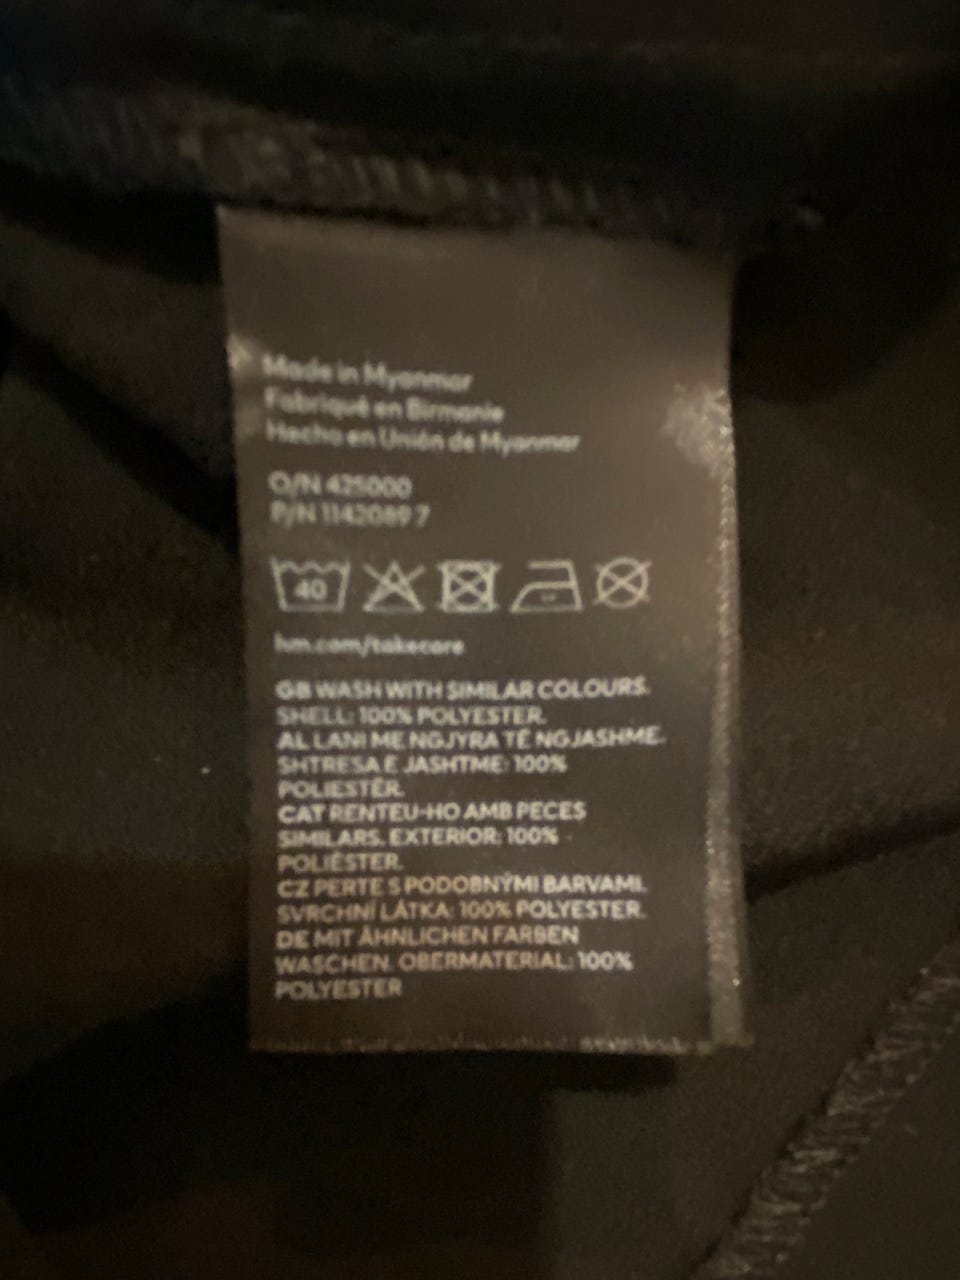 Made in Myanmar
Fabriqué en Birmanie
Hecho en Unión de Myanmar
O/N 425000
P/N 1142089 7
40
hm.com/takecare
GB WASH WITH SIMILAR COLOURS.
SHELL: 100% POLYESTER.
AL LANI ME NGJYRA TË NGJASHME.
SHTRESA E JASHTME: 100%
POLIESTËR.
CAT RENTEU-HO AMB PECES
SIMILARS. EXTERIOR: 100%
POLIÈSTER.
CZ PERTE S PODOBNÝMI BARVAMI.
SVRCHNÍ LÁTKA: 100% POLYESTER.
DE MIT ÄHNLICHEN FARBEN
WASCHEN. OBERMATERIAL: 100%
POLYESTER